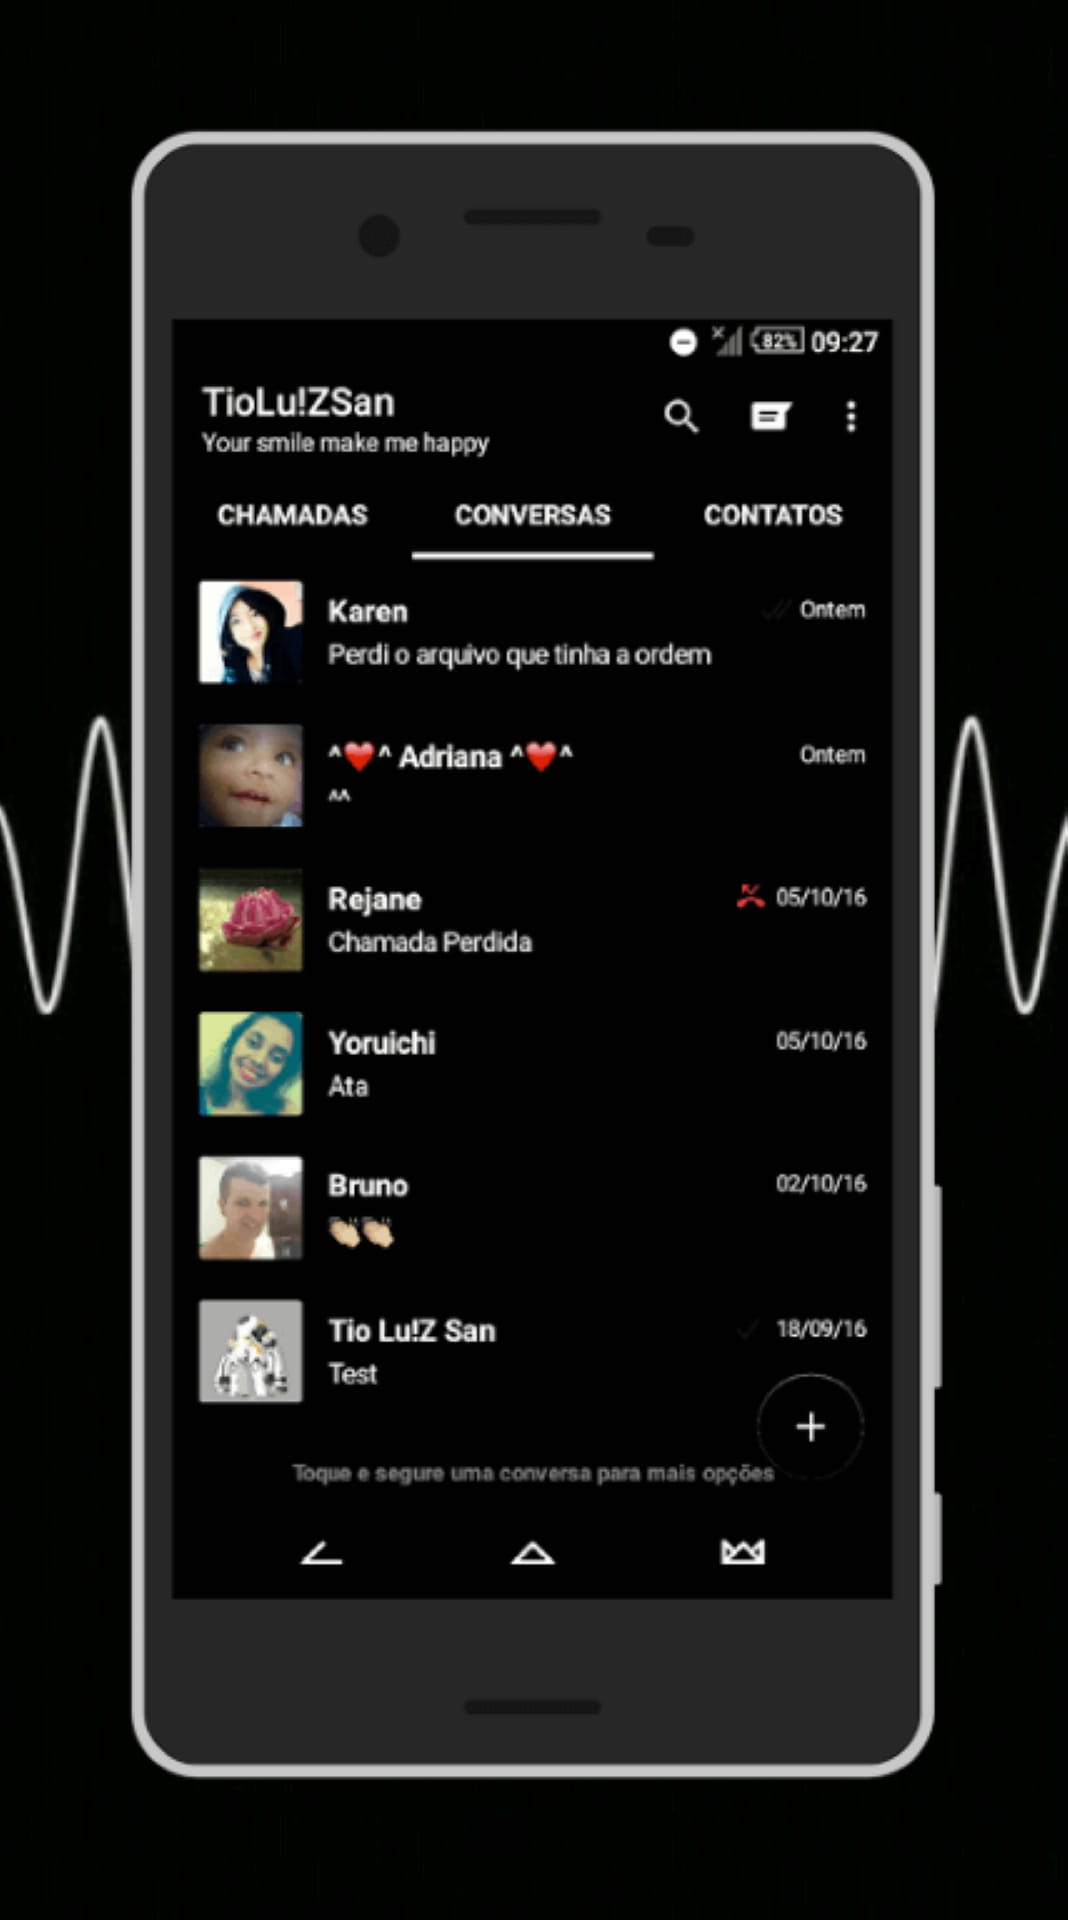 82% 09:27
TioLu!ZSan
Your smile make me happy
CHAMADAS CONVERSAS CONTATOS
Karen Ontem
Perdi o arquivo que tinha a ordem
^❤️^ Adriana ^❤️^ Ontem
^^
Rejane 05/10/16
Chamada Perdida
Yoruichi 05/10/16
Ata
Bruno 02/10/16
👏🏼👏🏼
Tio Lu!Z San 18/09/16
Test
Toque e segure uma conversa para mais opções